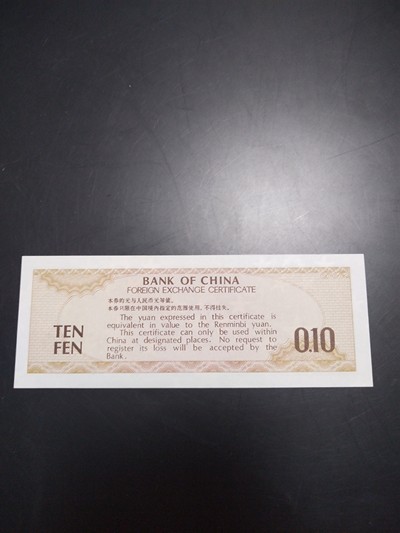 BANK OF CHINA
FOREIGN EXCHANGE CERTIFICATE
本券的元与人民币元等值。
本券只限在中国境内指定的范围使用,不得挂失。
The yuan expressed in this certificate is
equivalent in value to the Renminbi yuan.
This certificate can only be used within
China at designated places. No request to
register its loss will be accepted by the
Bank.
TEN
FEN
0.10